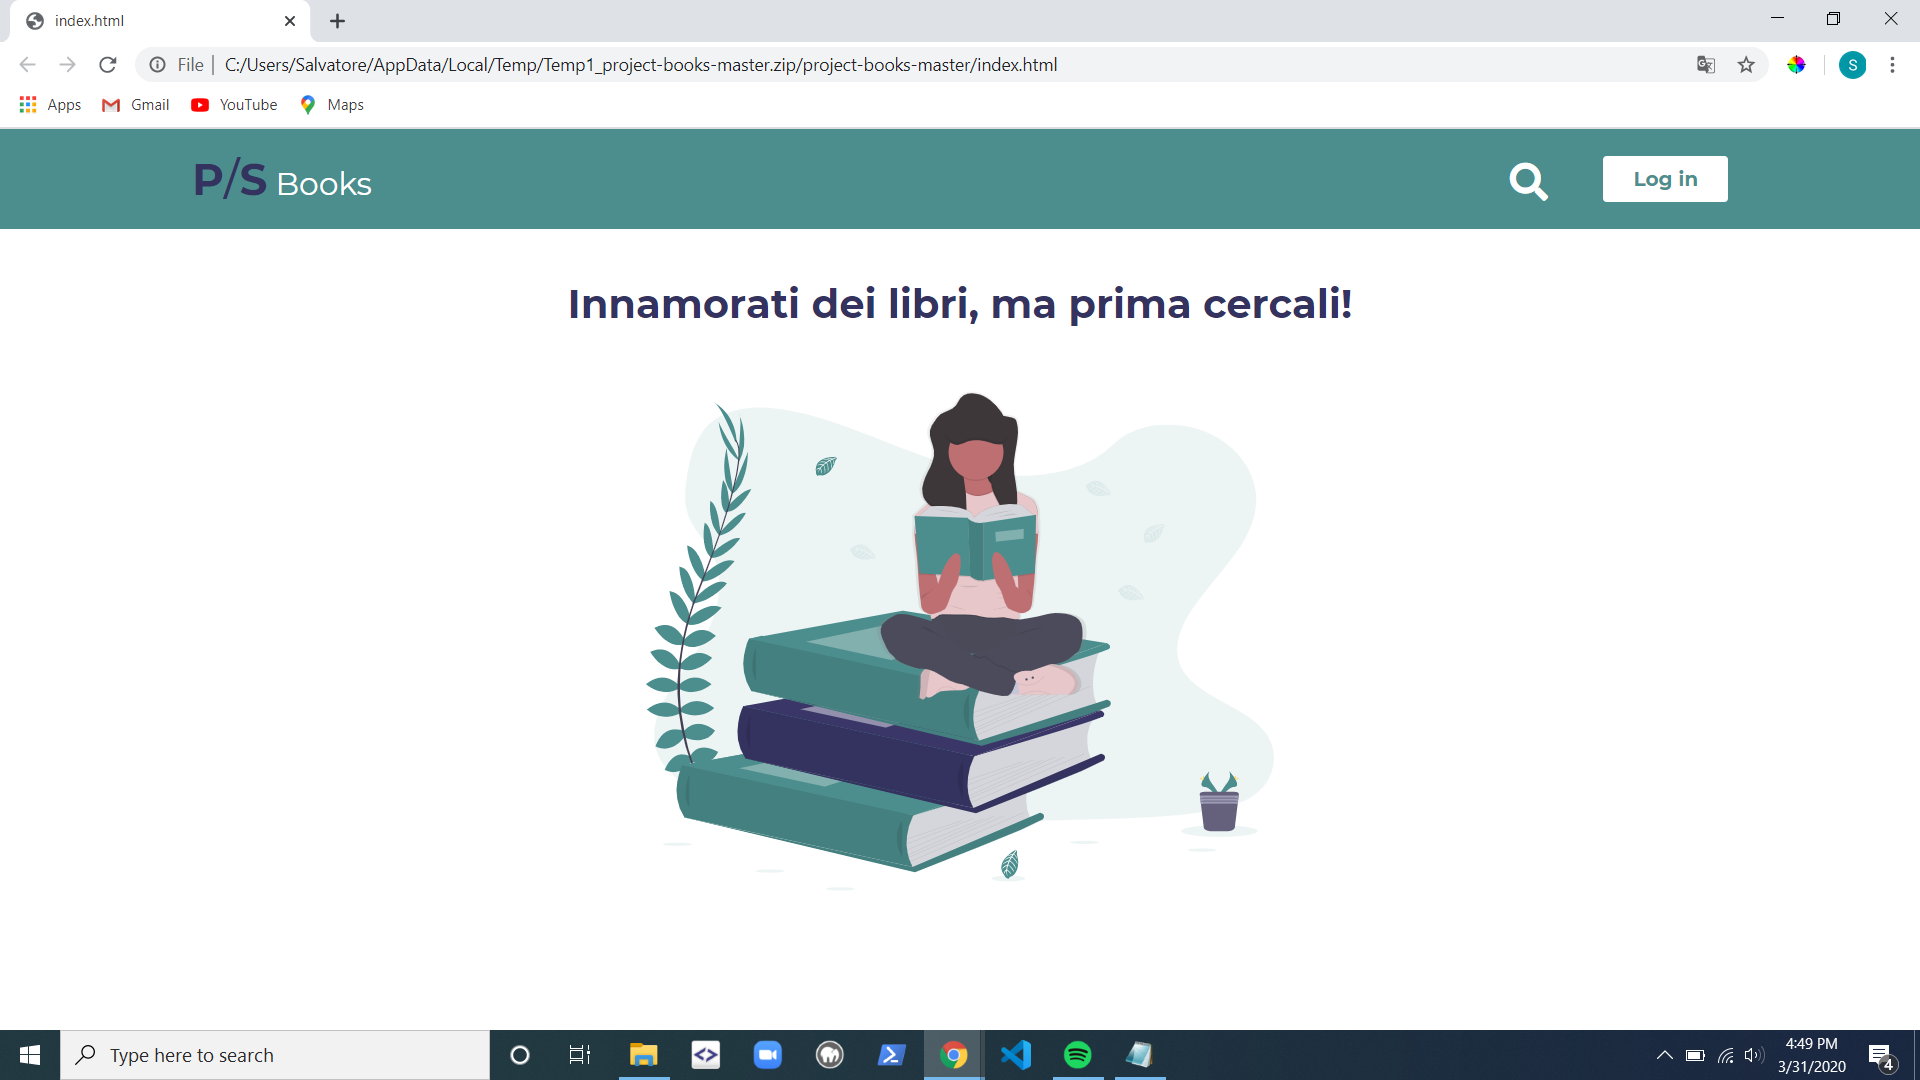 index.html
File
C:/Users/Salvatore/AppData/Local/Temp/Temp1_project-books-master.zip/project-books-master/index.html
S
Apps
Gmail
YouTube
Maps
P/S Books
Log in
Innamorati dei libri, ma prima cercali!
Type here to search
4:49 PM
3/31/2020
4